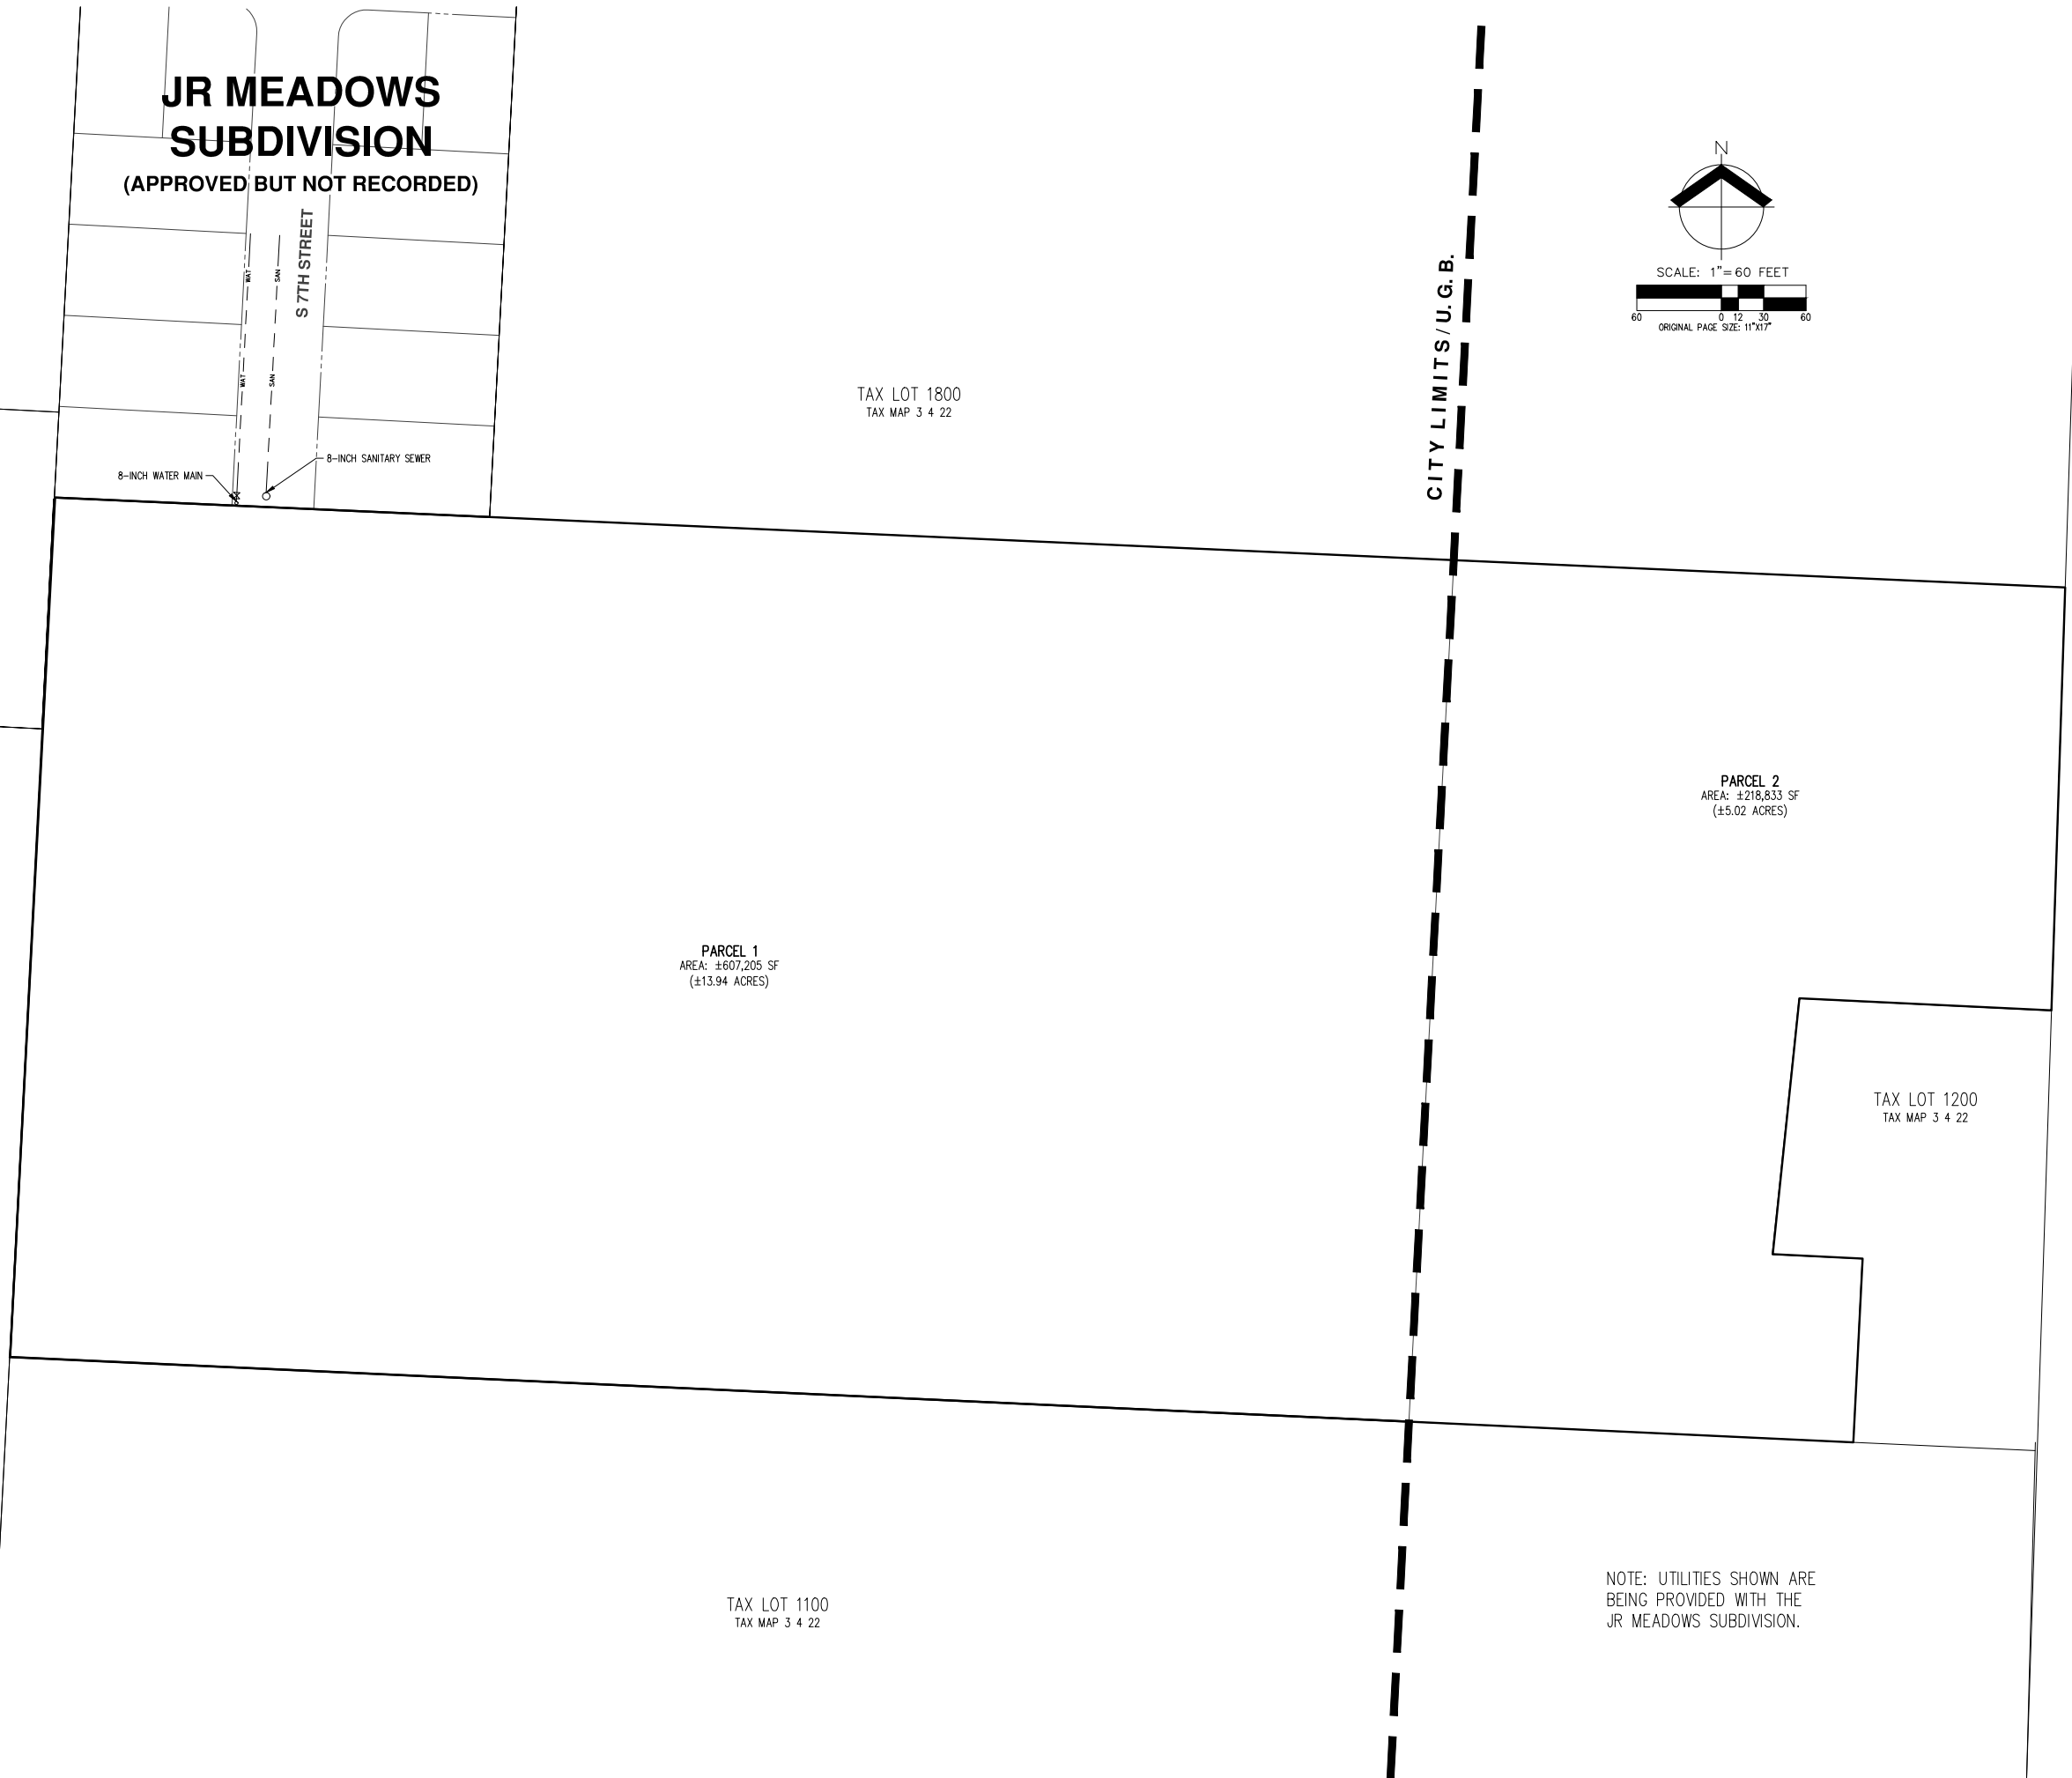 JR MEADOWS
SUBDIVISION
(APPROVED BUT NOT RECORDED)
S 7TH STREET
WAT
SAN
WAT
SAN
8-INCH WATER MAIN
8-INCH SANITARY SEWER
TAX LOT 1800
TAX MAP 3 4 22
CITY LIMITS/U.G.B.
N
SCALE: 1"=60 FEET
60 0 12 30 60
ORIGINAL PAGE SIZE: 11"X17"
PARCEL 2
AREA: ±218,833 SF
(±5.02 ACRES)
PARCEL 1
AREA: ±607,205 SF
(±13.94 ACRES)
TAX LOT 1200
TAX MAP 3 4 22
TAX LOT 1100
TAX MAP 3 4 22
NOTE: UTILITIES SHOWN ARE
BEING PROVIDED WITH THE
JR MEADOWS SUBDIVISION.